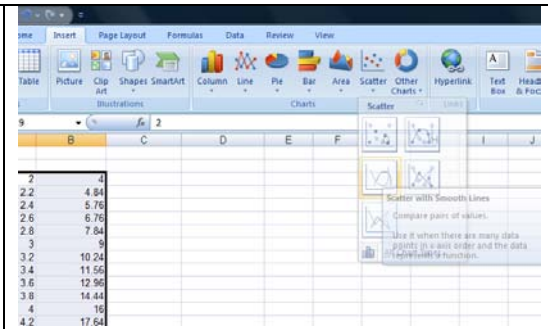 ome Insert Page Layout Formulas Data Review View
Table Picture Clip Art Shapes SmartArt Column Line Pie Bar Area Scatter Other Charts Hyperlink Text Box Head & Foo
Illustrations Charts Links
9 fx 2
Scatter
B C D E F I J
2 4
2.2 4.84
2.4 5.76
2.6 6.76
2.8 7.84
3 9
3.2 10.24
3.4 11.56
3.6 12.96
3.8 14.44
4 16
4.2 17.64
Scatter with Smooth Lines
Compare pairs of values.
Use it when there are many data
points in x-axis order and the data
represents a function.
All Chart Types